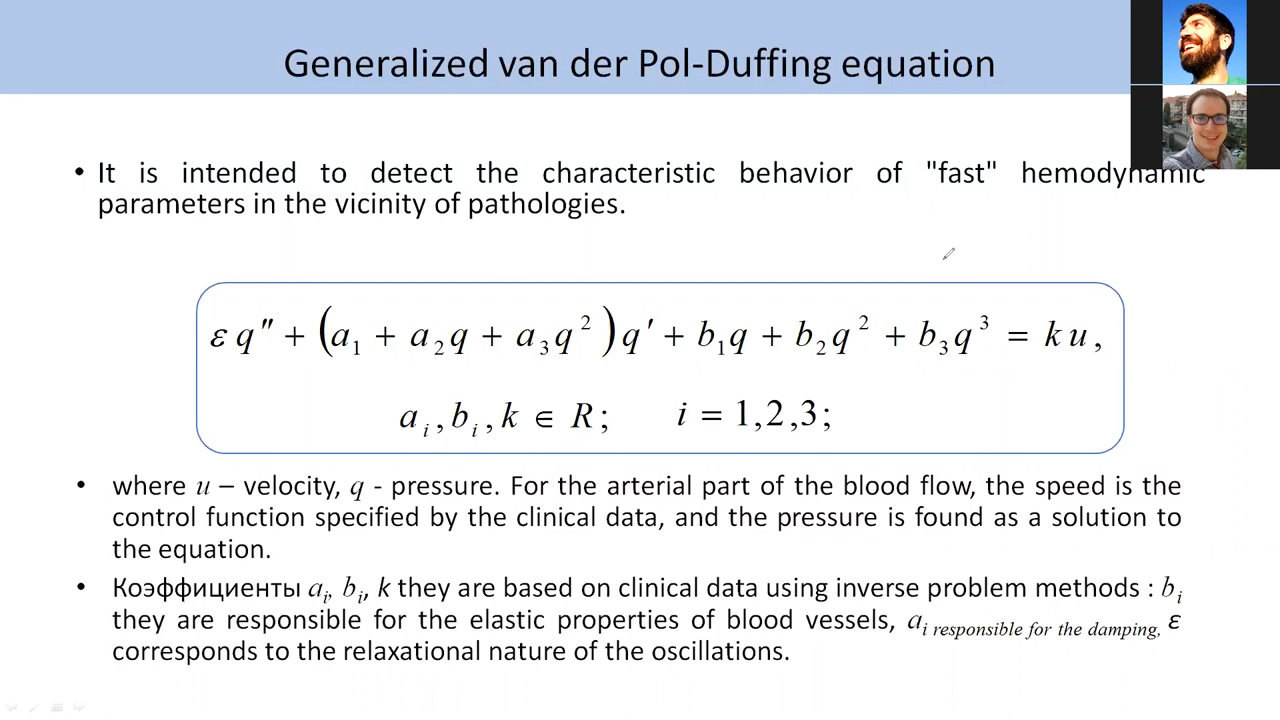 Generalized van der Pol-Duffing equation
• It is intended to detect the characteristic behavior of "fast" hemodynamic
parameters in the vicinity of pathologies.
ε q″ + (a₁ + a₂q + a₃q²) q′ + b₁q + b₂q² + b₃q³ = k u,
aᵢ, bᵢ, k ∈ R; i = 1,2,3;
• where u – velocity, q - pressure. For the arterial part of the blood flow, the speed is the
control function specified by the clinical data, and the pressure is found as a solution to
the equation.
• Коэффициенты aᵢ, bᵢ, k they are based on clinical data using inverse problem methods : bᵢ
they are responsible for the elastic properties of blood vessels, aᵢ responsible for the damping, ε
corresponds to the relaxational nature of the oscillations.